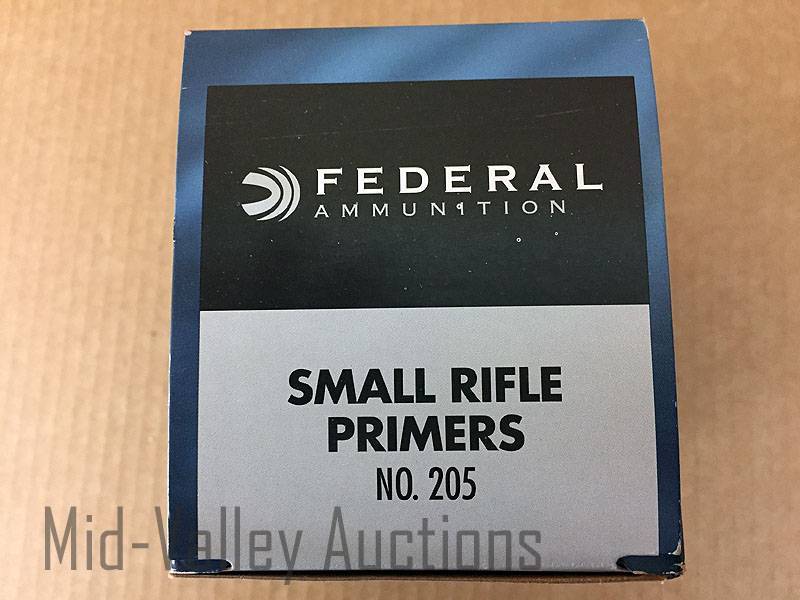 FEDERAL
AMMUNITION
SMALL RIFLE
PRIMERS
NO. 205
Mid-Valley Auctions